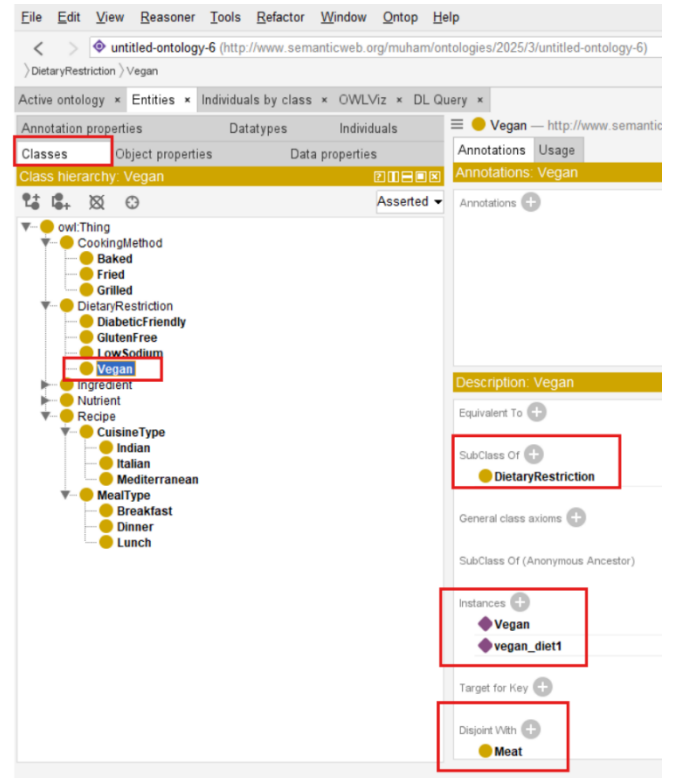 File Edit View Reasoner Tools Refactor Window Ontop Help
< > untitled-ontology-6 (http://www.semanticweb.org/muham/ontologies/2025/3/untitled-ontology-6)
DietaryRestriction Vegan
Active ontology × Entities × Individuals by class × OWLViz × DL Query ×
Annotation properties Datatypes Individuals
Classes Object properties Data properties
Class hierarchy: Vegan
Asserted
owl:Thing
CookingMethod
Baked
Fried
Grilled
DietaryRestriction
DiabeticFriendly
GlutenFree
LowSodium
Vegan
Ingredient
Nutrient
Recipe
CuisineType
Indian
Italian
Mediterranean
MealType
Breakfast
Dinner
Lunch
Vegan — http://www.semantic
Annotations Usage
Annotations: Vegan
Annotations
Description: Vegan
Equivalent To
SubClass Of
DietaryRestriction
General class axioms
SubClass Of (Anonymous Ancestor)
Instances
Vegan
vegan_diet1
Target for Key
Disjoint With
Meat